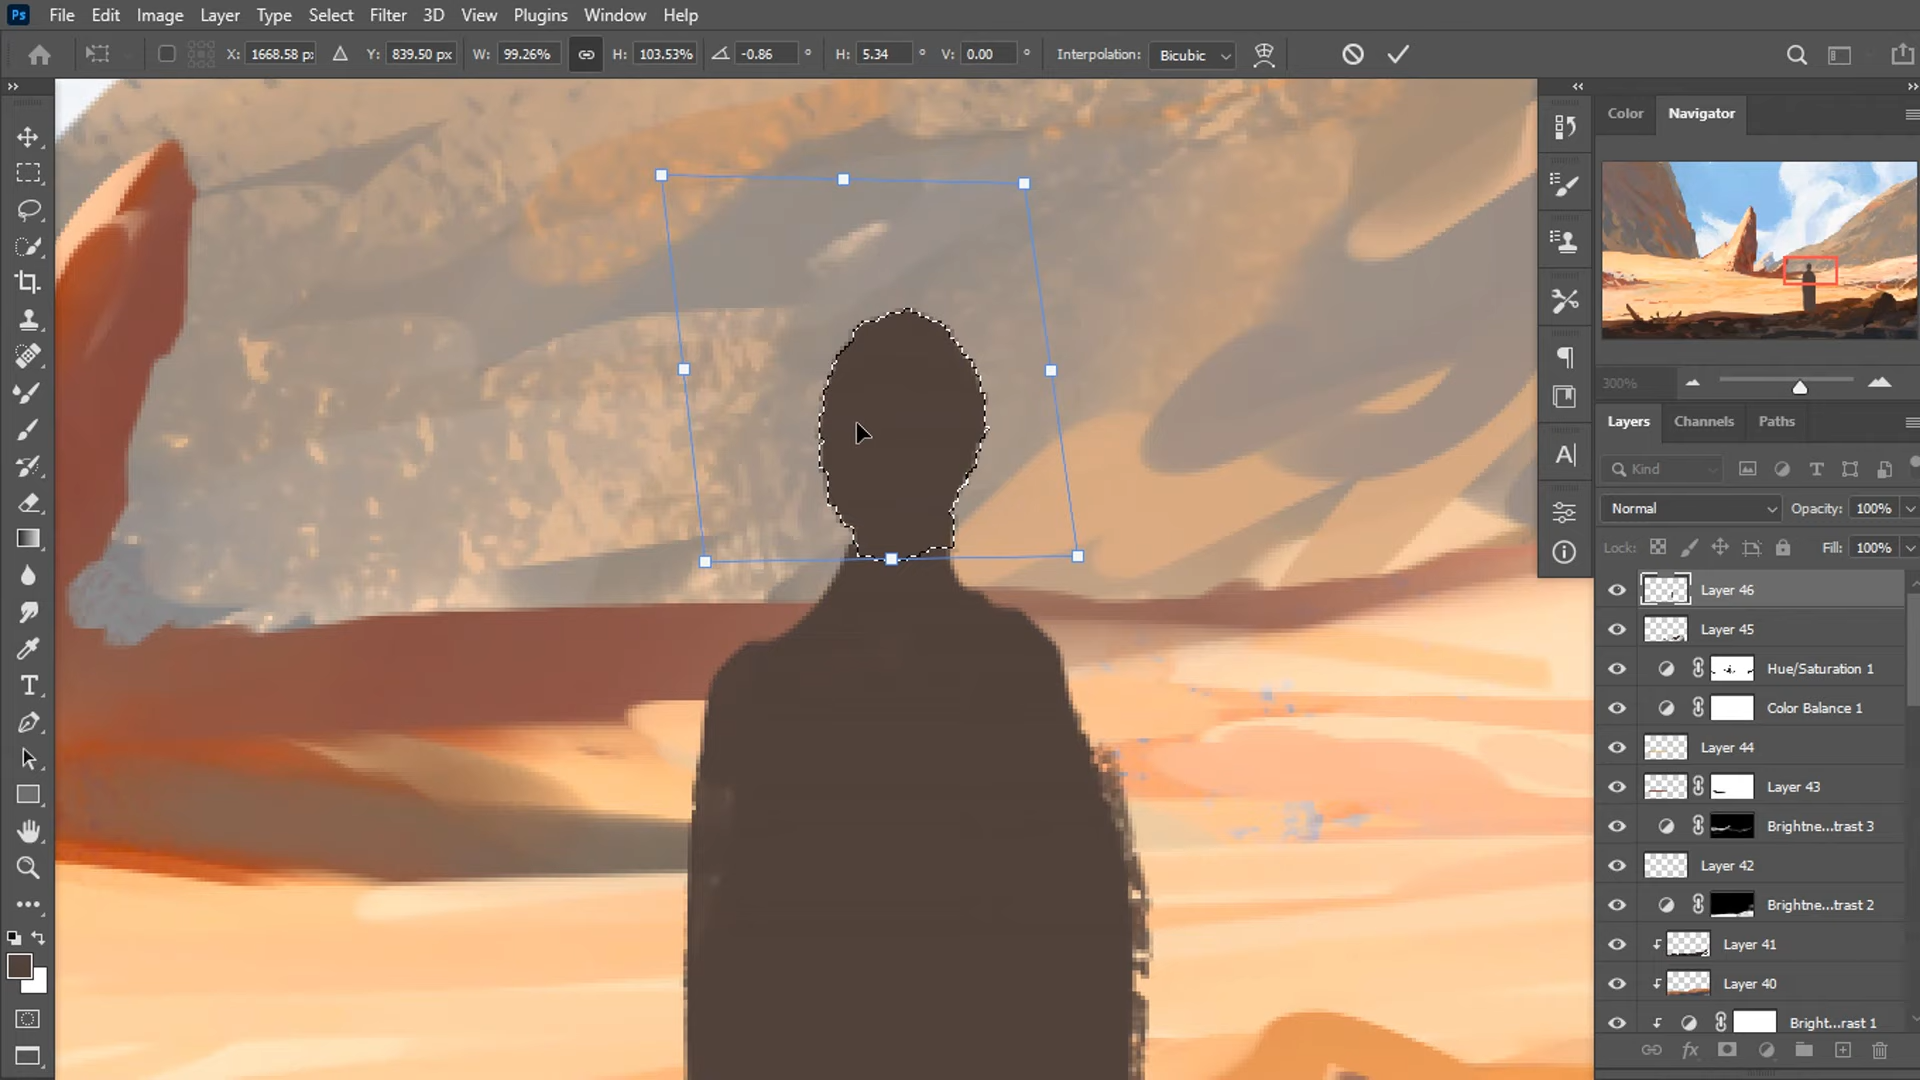 Ps File Edit Image Layer Type Select Filter 3D View Plugins Window Help
X: 1668.58 px Y: 839.50 px W: 99.26% H: 103.53% -0.86 ° H: 5.34 ° V: 0.00 ° Interpolation: Bicubic
Color Navigator
300%
Layers Channels Paths
Kind
Normal Opacity: 100%
Lock: Fill: 100%
Layer 46
Layer 45
Hue/Saturation 1
Color Balance 1
Layer 44
Layer 43
Brightne...trast 3
Layer 42
Brightne...trast 2
Layer 41
Layer 40
Bright...rast 1